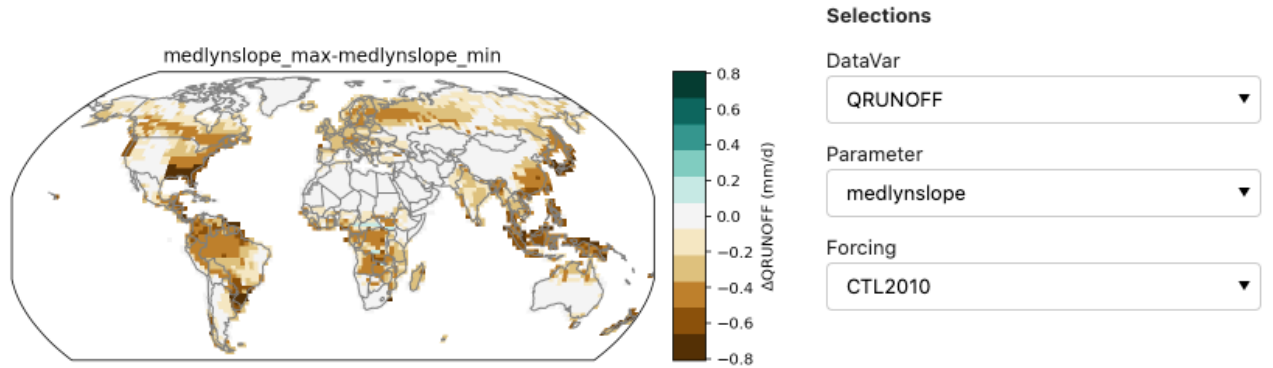 medlynslope_max-medlynslope_min
0.8
0.6
0.4
0.2
0.0
−0.2
−0.4
−0.6
−0.8
ΔQRUNOFF (mm/d)
Selections
DataVar
QRUNOFF
Parameter
medlynslope
Forcing
CTL2010